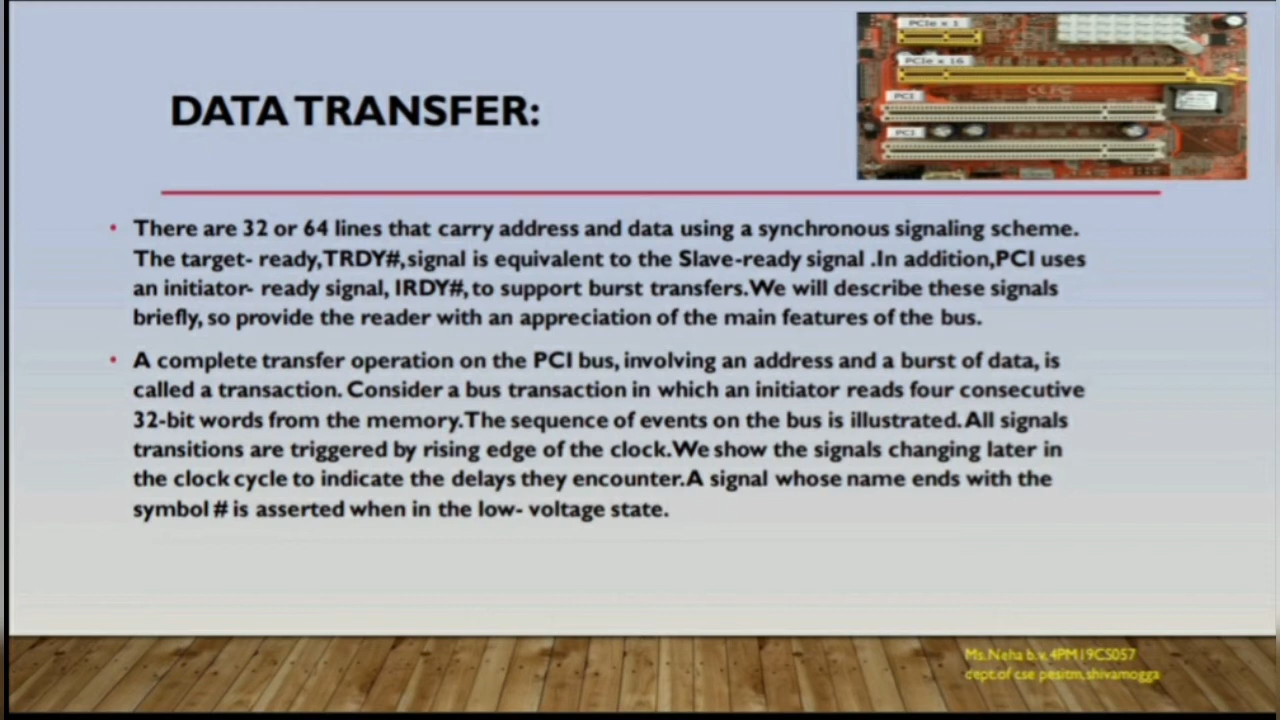 PCIe x 1
PCIe x 16
PCI
PCI
DATA TRANSFER:
• There are 32 or 64 lines that carry address and data using a synchronous signaling scheme.
The target- ready,TRDY#,signal is equivalent to the Slave-ready signal .In addition,PCI uses
an initiator- ready signal, IRDY#, to support burst transfers.We will describe these signals
briefly, so provide the reader with an appreciation of the main features of the bus.
• A complete transfer operation on the PCI bus, involving an address and a burst of data, is
called a transaction. Consider a bus transaction in which an initiator reads four consecutive
32-bit words from the memory.The sequence of events on the bus is illustrated.All signals
transitions are triggered by rising edge of the clock.We show the signals changing later in
the clock cycle to indicate the delays they encounter.A signal whose name ends with the
symbol # is asserted when in the low- voltage state.
Ms.Neha b.v.4PM19CS057
dept.of cse pesitm,shivamogga